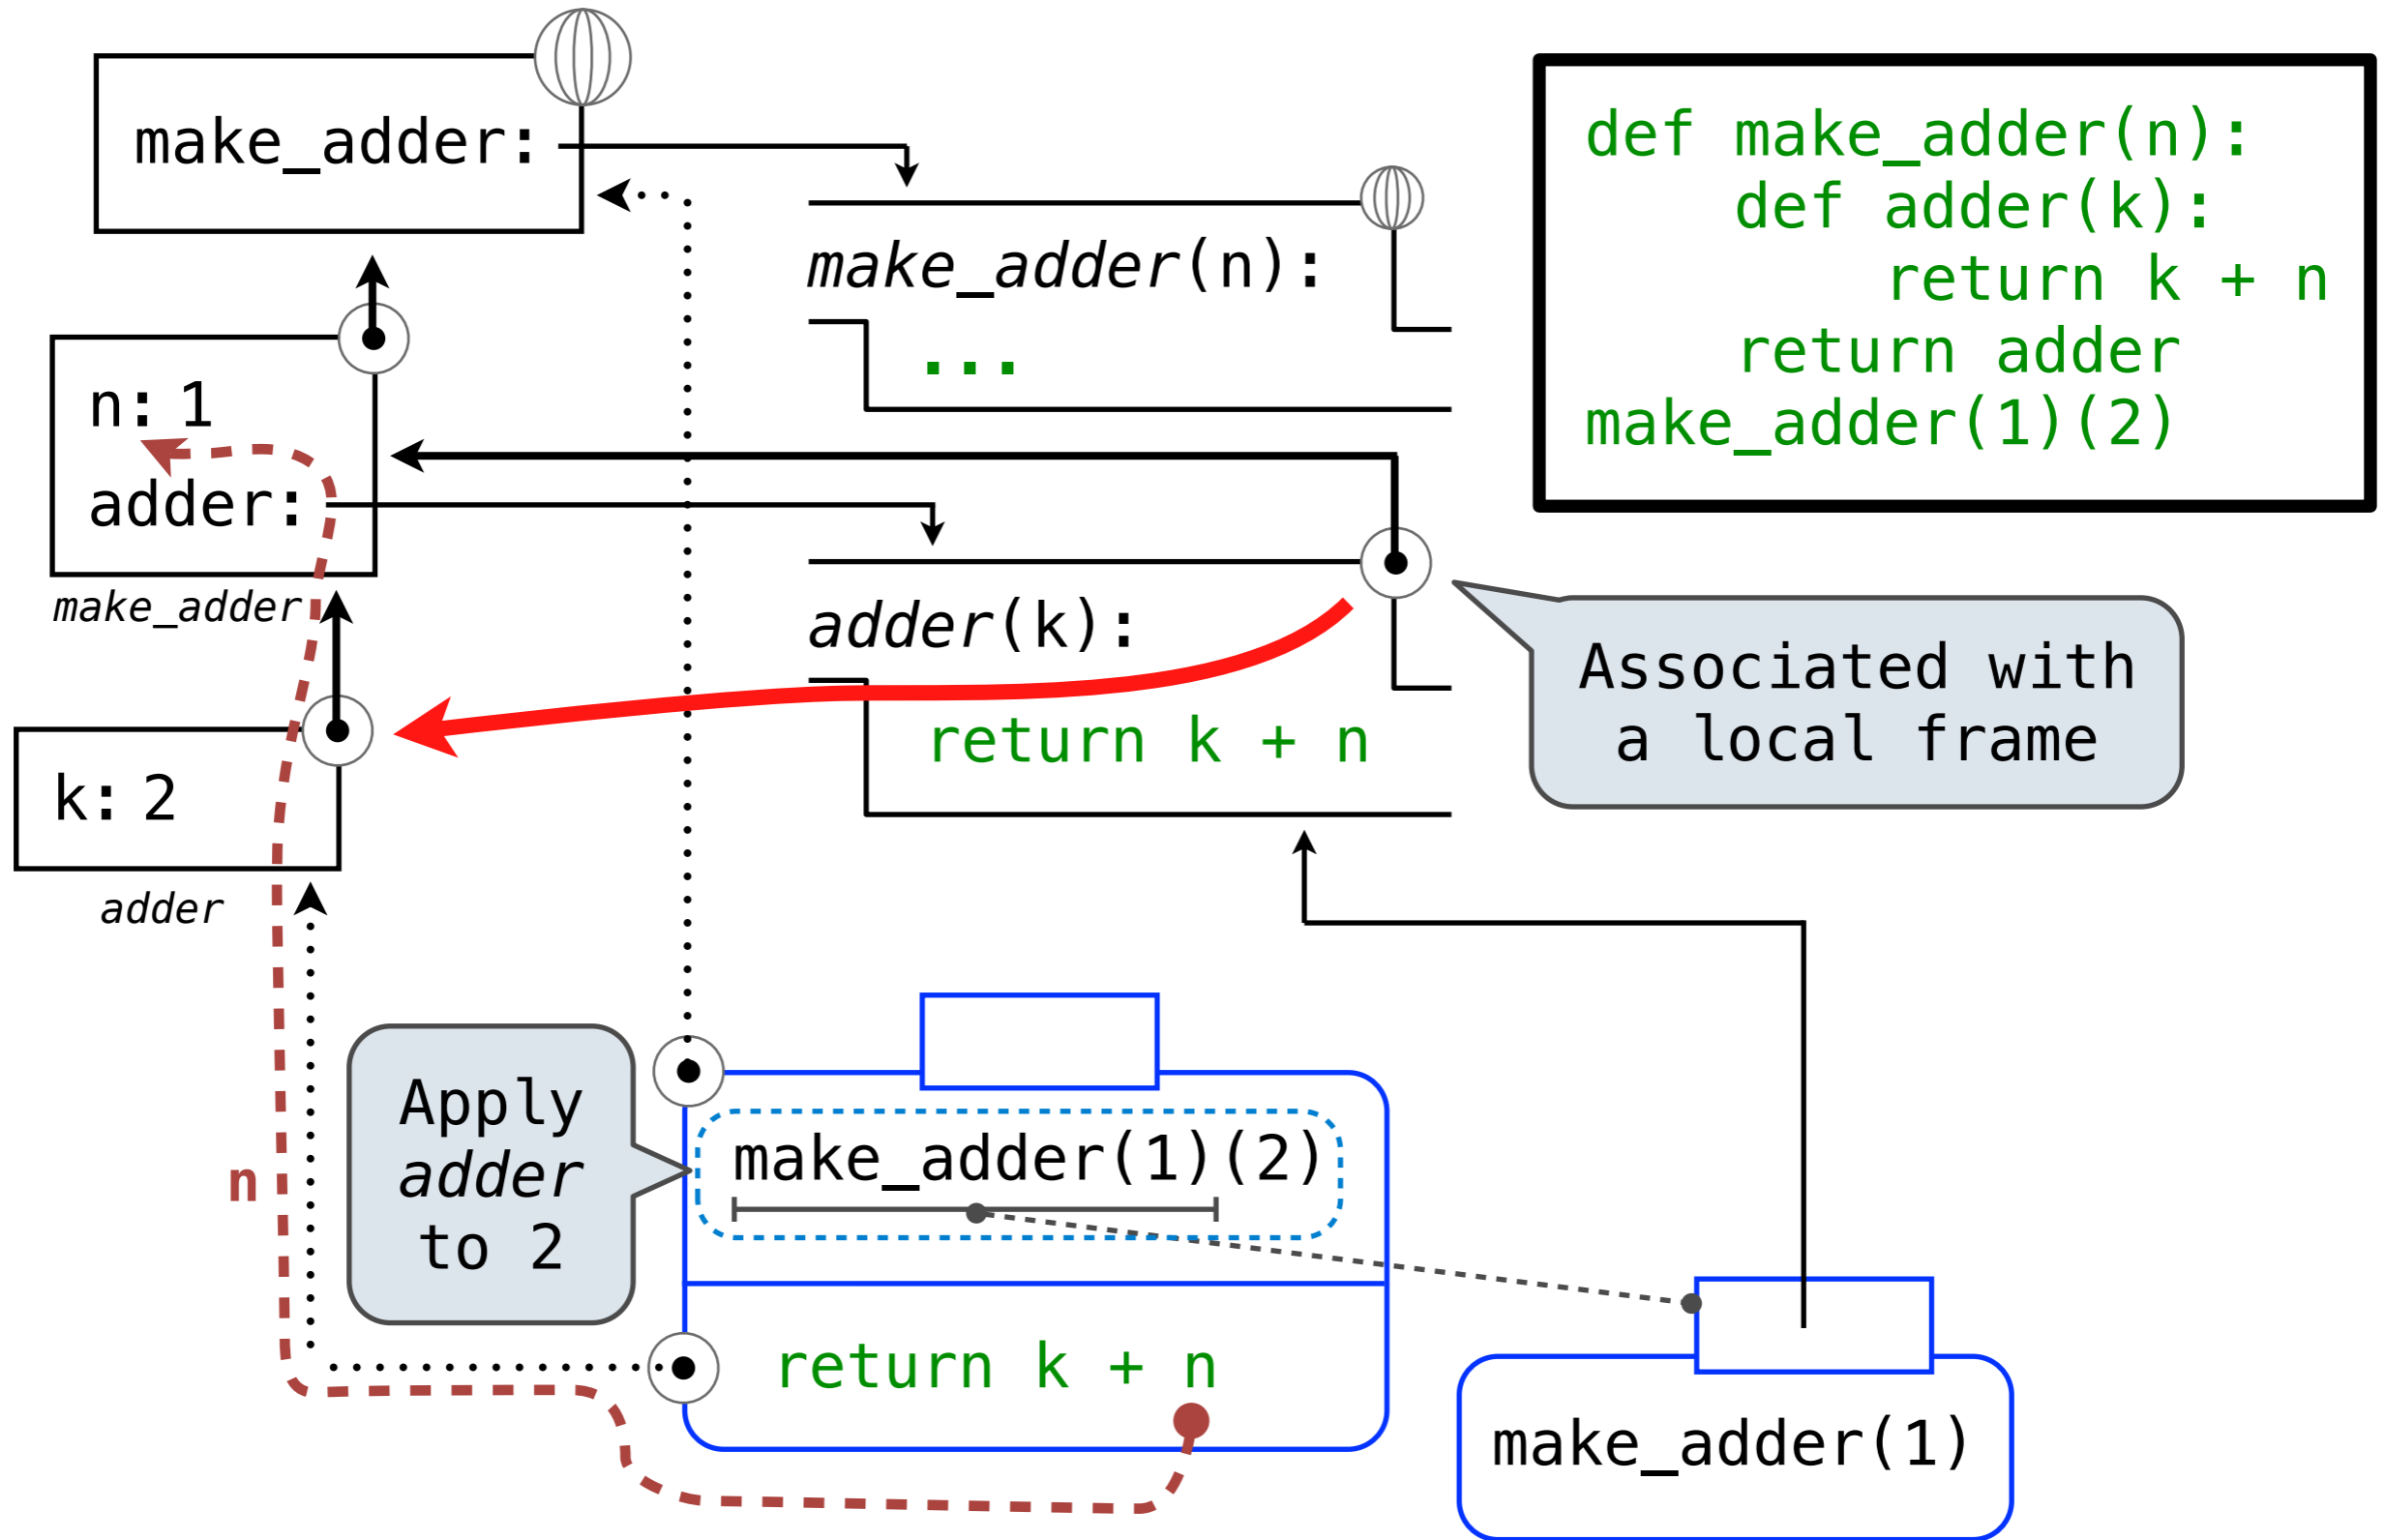 make_adder:
make_adder(n):
...
def make_adder(n):
    def adder(k):
        return k + n
    return adder
make_adder(1)(2)
n: 1
adder:
make_adder
adder(k):
return k + n
Associated with
a local frame
k: 2
adder
Apply
adder
to 2
n
make_adder(1)(2)
return k + n
make_adder(1)